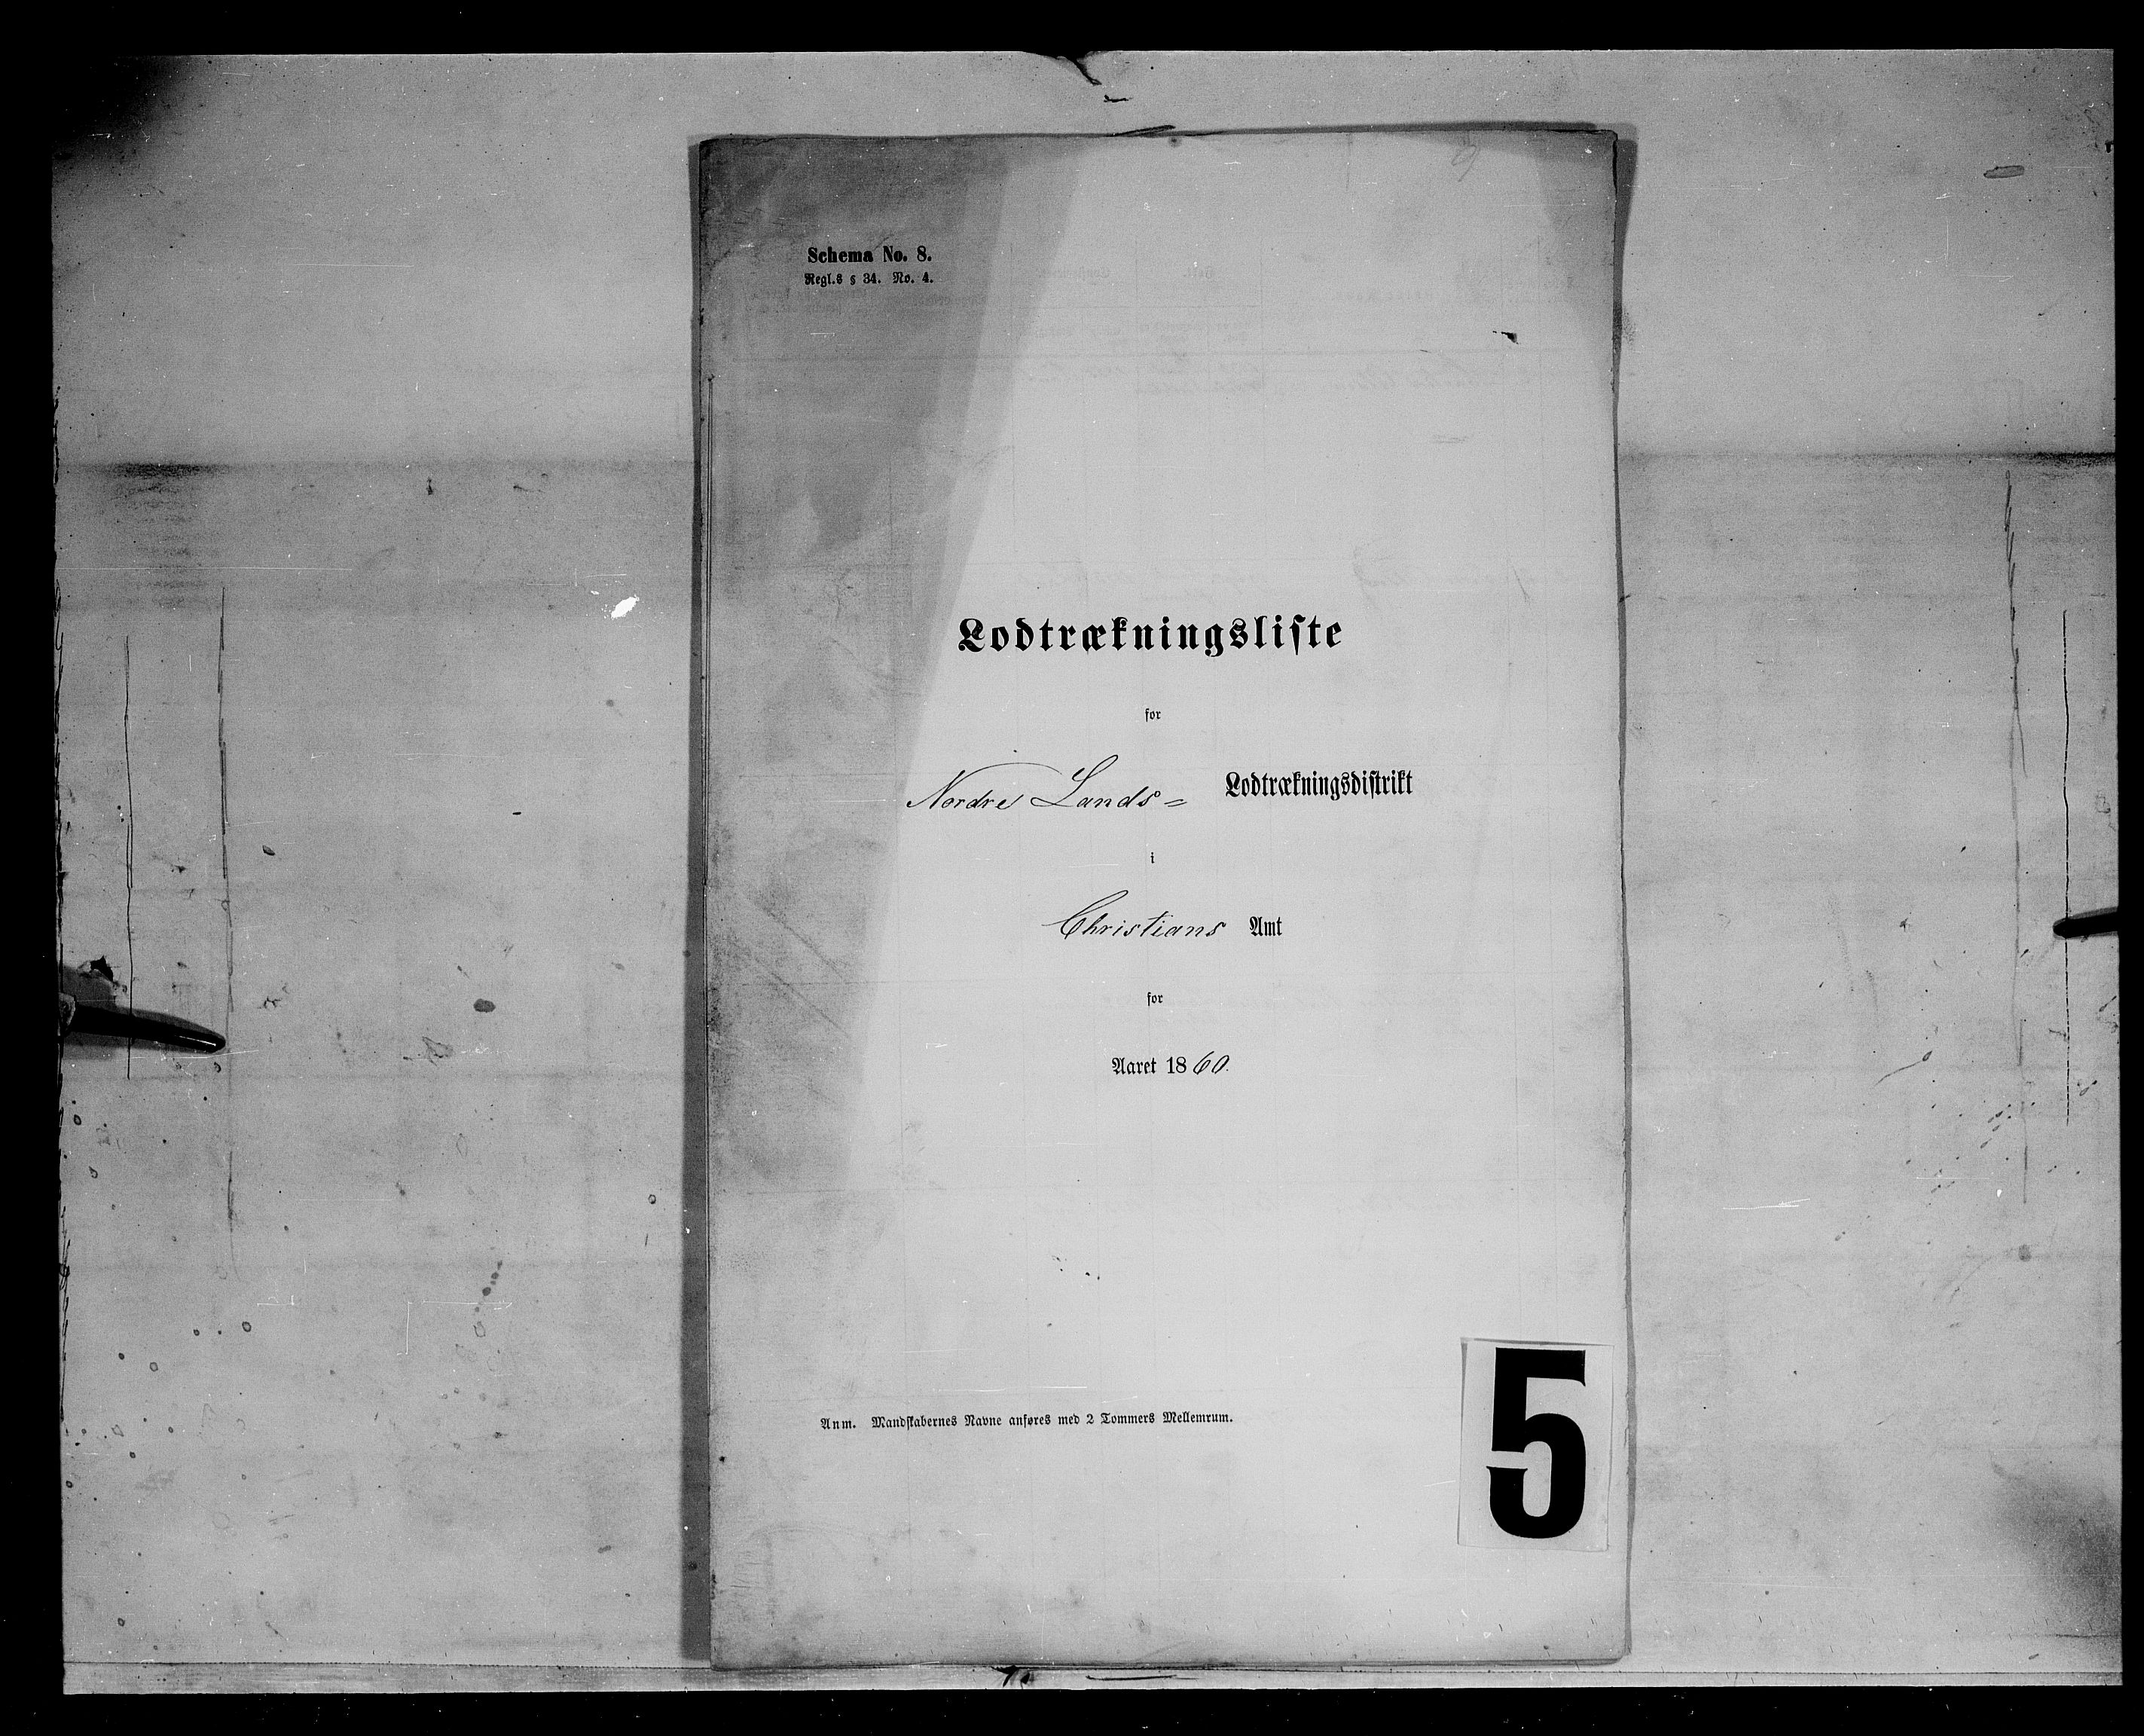 Schema No. 8.
Regl.s § 34. No. 4.
Lodtrækningsliste
for
Nordre Lands= Lodtrækningsdistrikt
i
Christians Amt
for
Aaret 1860.
Anm. Mandskabernes Navne anføres med 2 Tommers Mellemrum.
5